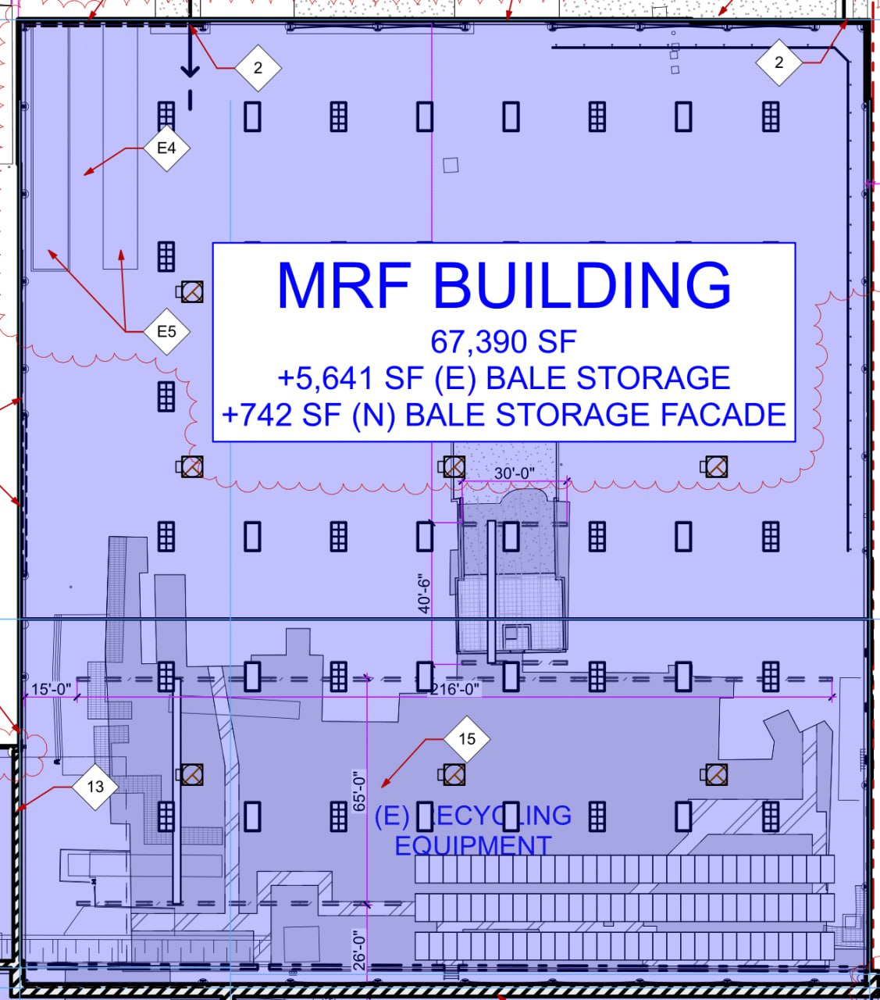 2
2
E4
MRF BUILDING
67,390 SF
+5,641 SF (E) BALE STORAGE
+742 SF (N) BALE STORAGE FACADE
E5
30'-0"
40'-6"
15'-0"
216'-0"
15
13
65'-0"
(E) RECYCLING
EQUIPMENT
26'-0"